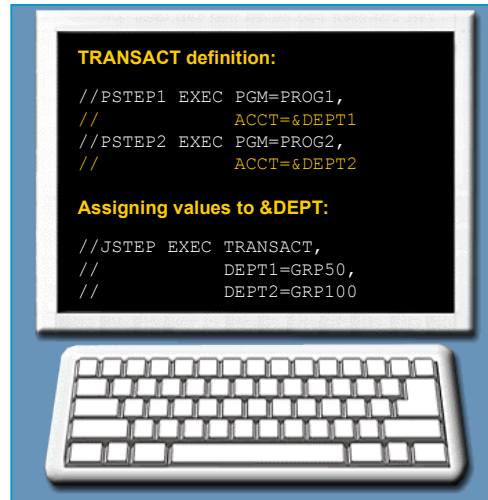 TRANSACT definition:
//PSTEP1 EXEC PGM=PROG1,
//            ACCT=&DEPT1
//PSTEP2 EXEC PGM=PROG2,
//            ACCT=&DEPT2
Assigning values to &DEPT:
//JSTEP EXEC TRANSACT,
//           DEPT1=GRP50,
//           DEPT2=GRP100